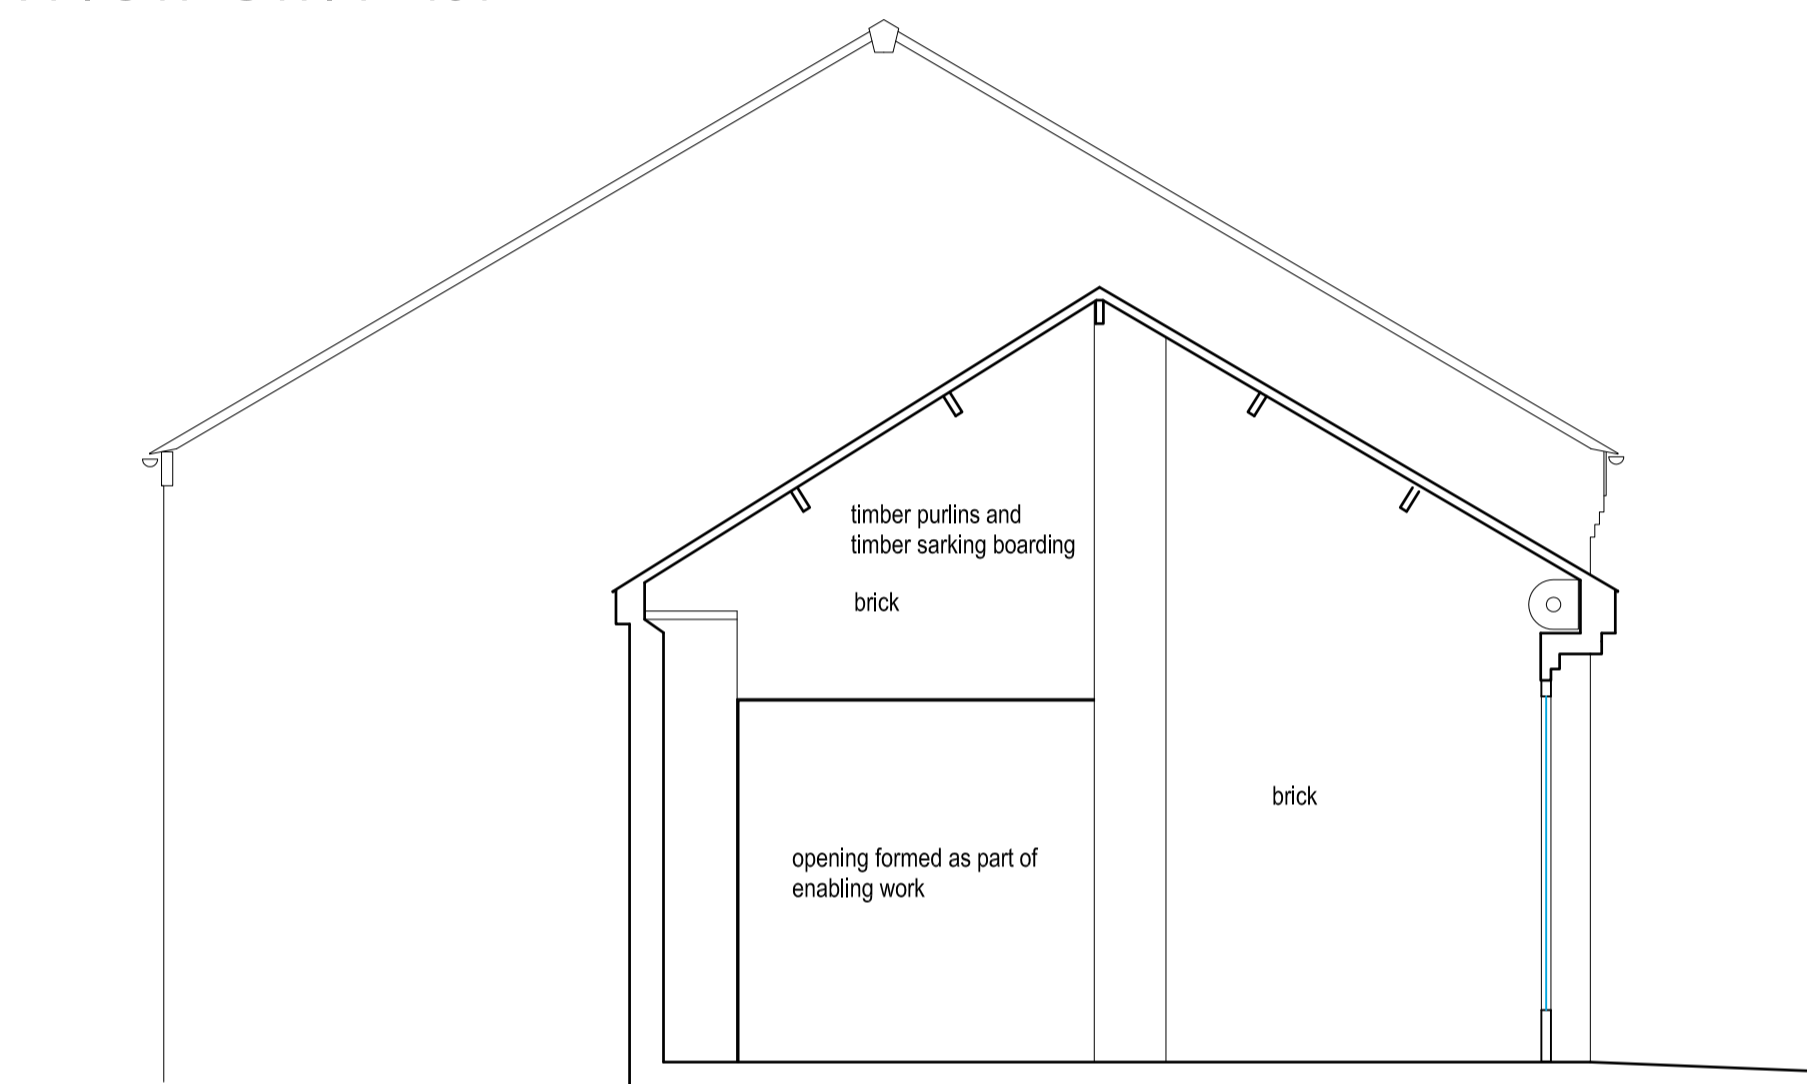 timber purlins and
timber sarking boarding
brick
brick
opening formed as part of
enabling work